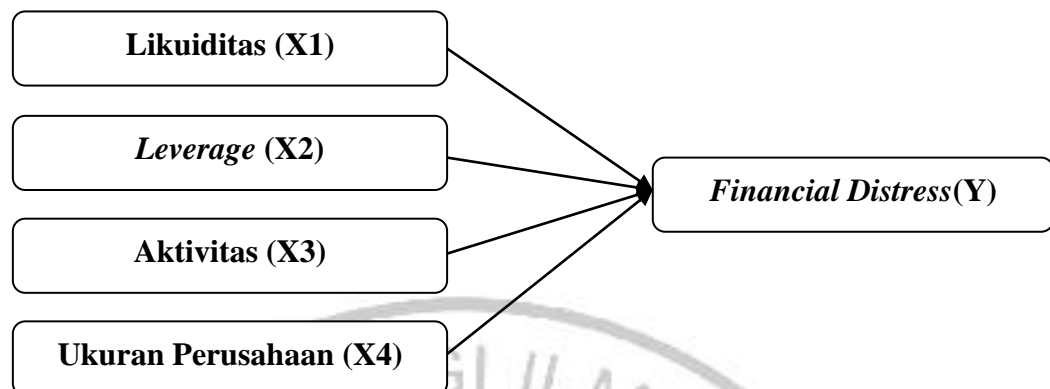 Likuiditas (X1)
Leverage (X2)
Financial Distress(Y)
Aktivitas (X3)
Ukuran Perusahaan (X4)